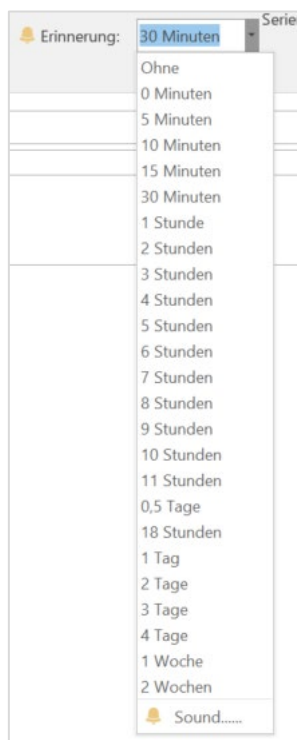 Serie
Erinnerung: 30 Minuten
Ohne
0 Minuten
5 Minuten
10 Minuten
15 Minuten
30 Minuten
1 Stunde
2 Stunden
3 Stunden
4 Stunden
5 Stunden
6 Stunden
7 Stunden
8 Stunden
9 Stunden
10 Stunden
11 Stunden
0,5 Tage
18 Stunden
1 Tag
2 Tage
3 Tage
4 Tage
1 Woche
2 Wochen
Sound......